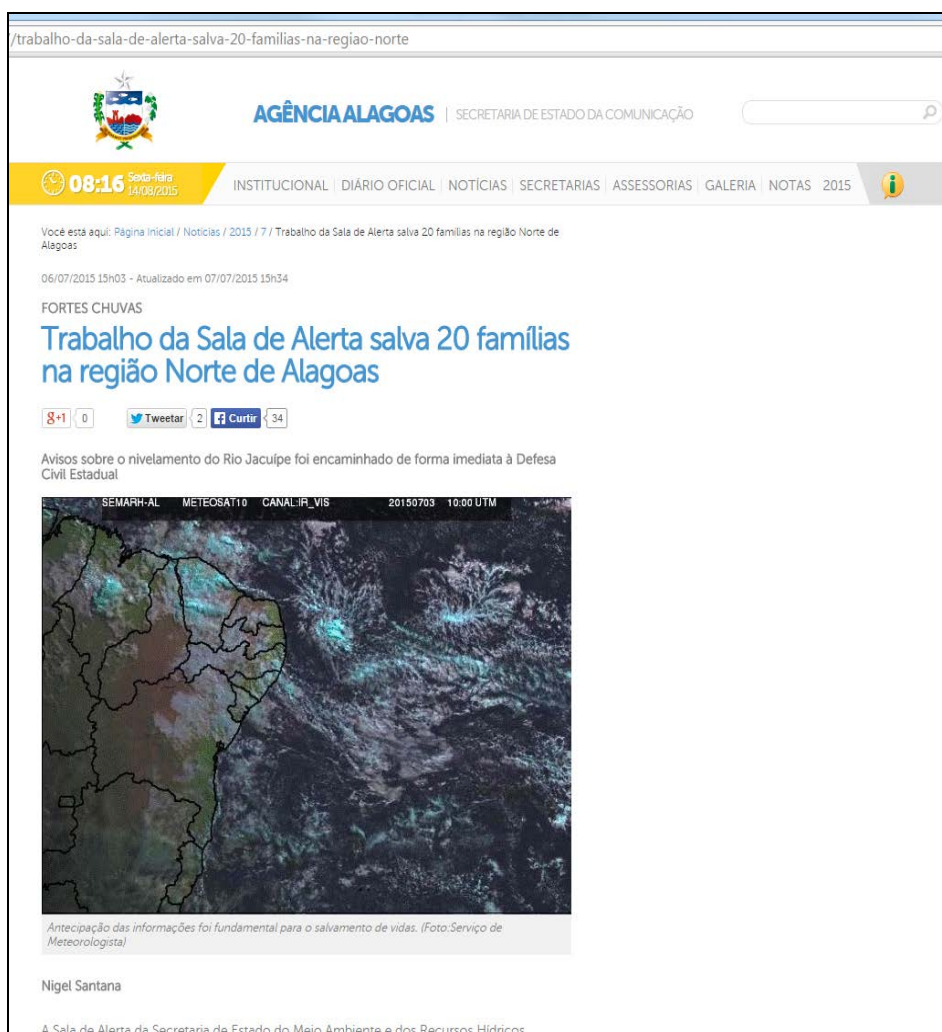 /trabalho-da-sala-de-alerta-salva-20-familias-na-regiao-norte
AGÊNCIA ALAGOAS | SECRETARIA DE ESTADO DA COMUNICAÇÃO
08:16 Sexta-feira 14/08/2015
INSTITUCIONAL | DIÁRIO OFICIAL | NOTÍCIAS | SECRETARIAS | ASSESSORIAS | GALERIA | NOTAS | 2015
Você está aqui: Página Inicial / Notícias / 2015 / 7 / Trabalho da Sala de Alerta salva 20 famílias na região Norte de
Alagoas
06/07/2015 15h03 - Atualizado em 07/07/2015 15h34
FORTES CHUVAS
Trabalho da Sala de Alerta salva 20 famílias
na região Norte de Alagoas
g+1 0 Tweetar 2 Curtir 34
Avisos sobre o nivelamento do Rio Jacuípe foi encaminhado de forma imediata à Defesa
Civil Estadual
SEMARH-AL METEOSAT10 CANAL:IR_VIS 20150703 10:00 UTM
Antecipação das informações foi fundamental para o salvamento de vidas. (Foto:Serviço de
Meteorologista)
Nigel Santana
A Sala de Alerta da Secretaria de Estado do Meio Ambiente e dos Recursos Hídricos